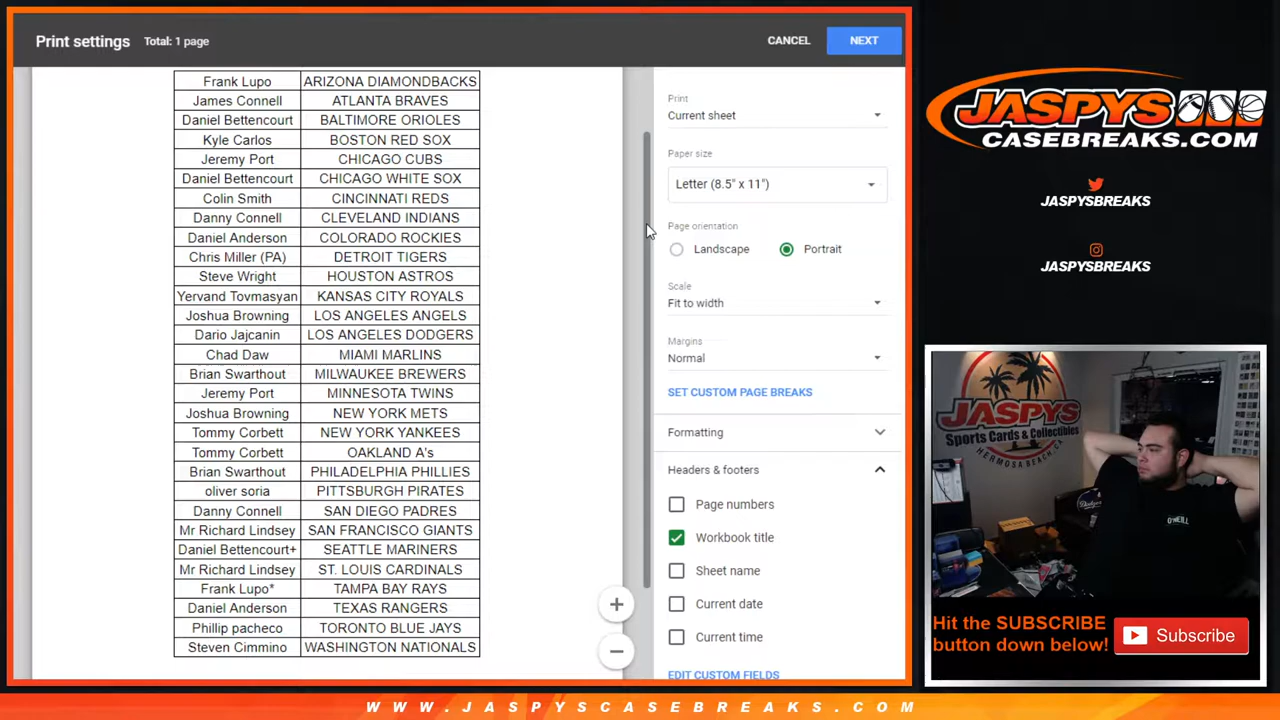 Print settings Total: 1 page CANCEL NEXT
Frank Lupo ARIZONA DIAMONDBACKS
James Connell ATLANTA BRAVES
Daniel Bettencourt BALTIMORE ORIOLES
Kyle Carlos BOSTON RED SOX
Jeremy Port CHICAGO CUBS
Daniel Bettencourt CHICAGO WHITE SOX
Colin Smith CINCINNATI REDS
Danny Connell CLEVELAND INDIANS
Daniel Anderson COLORADO ROCKIES
Chris Miller (PA) DETROIT TIGERS
Steve Wright HOUSTON ASTROS
Yervand Tovmasyan KANSAS CITY ROYALS
Joshua Browning LOS ANGELES ANGELS
Dario Jajcanin LOS ANGELES DODGERS
Chad Daw MIAMI MARLINS
Brian Swarthout MILWAUKEE BREWERS
Jeremy Port MINNESOTA TWINS
Joshua Browning NEW YORK METS
Tommy Corbett NEW YORK YANKEES
Tommy Corbett OAKLAND A's
Brian Swarthout PHILADELPHIA PHILLIES
oliver soria PITTSBURGH PIRATES
Danny Connell SAN DIEGO PADRES
Mr Richard Lindsey SAN FRANCISCO GIANTS
Daniel Bettencourt+ SEATTLE MARINERS
Mr Richard Lindsey ST. LOUIS CARDINALS
Frank Lupo* TAMPA BAY RAYS
Daniel Anderson TEXAS RANGERS
Phillip pacheco TORONTO BLUE JAYS
Steven Cimmino WASHINGTON NATIONALS
Print
Current sheet
Paper size
Letter (8.5" x 11")
Page orientation
Landscape Portrait
Scale
Fit to width
Margins
Normal
SET CUSTOM PAGE BREAKS
Formatting
Headers & footers
Page numbers
Workbook title
Sheet name
Current date
Current time
EDIT CUSTOM FIELDS
JASPYS
CASEBREAKS.COM
JASPYSBREAKS
JASPYSBREAKS
JASPYS
Sports Cards & Collectibles
HERMOSA BEACH, CA
O'NEILL
Hit the SUBSCRIBE
button down below!
Subscribe
WWW.JASPYSCASEBREAKS.COM